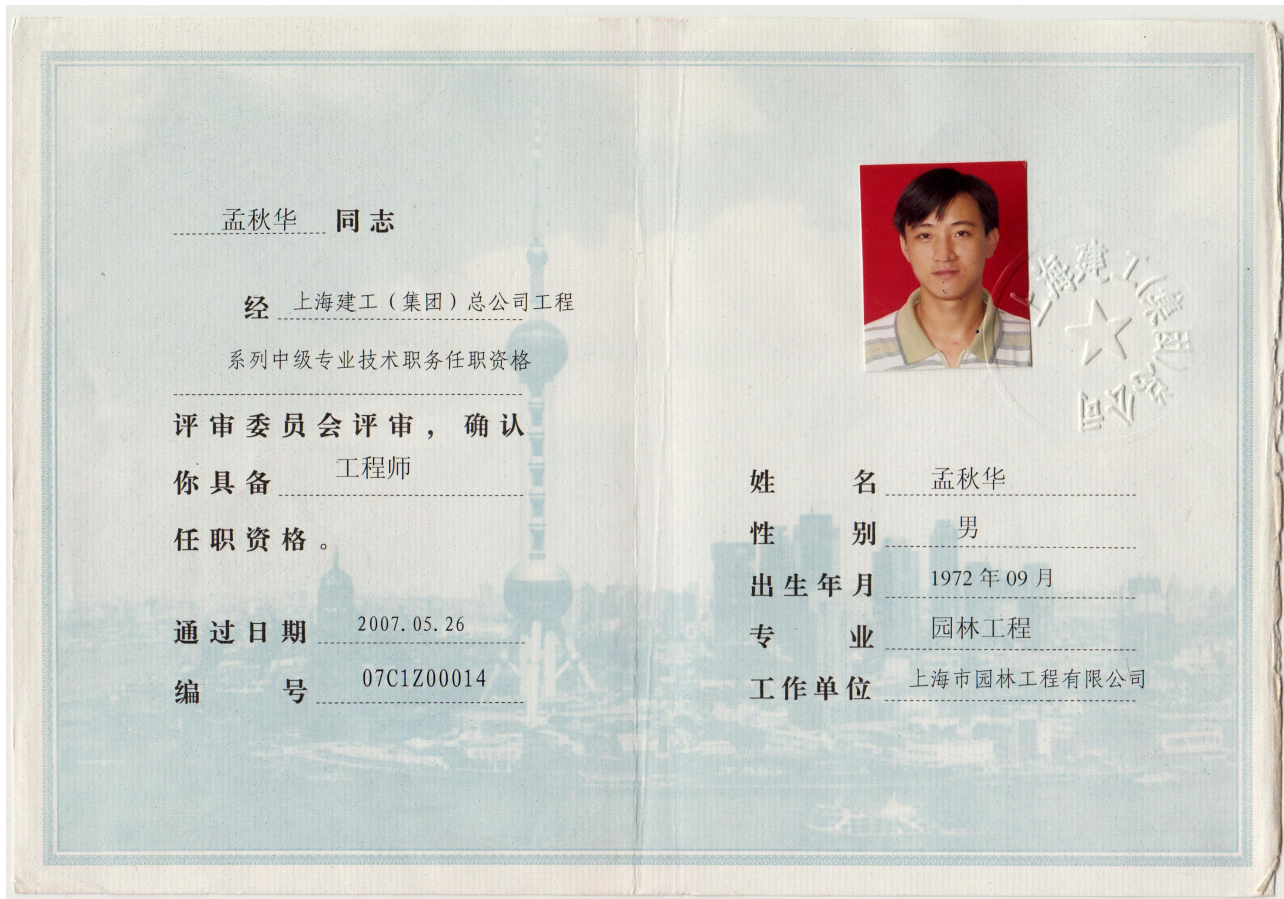 孟秋华 同志
经 上海建工（集团）总公司工程
系列中级专业技术职务任职资格
评审委员会评审，确认
你具备 工程师
任职资格。
通过日期 2007.05.26
编号 07C1Z00014
上海建工(集团)总公司
姓名 孟秋华
性别 男
出生年月 1972年09月
专业 园林工程
工作单位 上海市园林工程有限公司